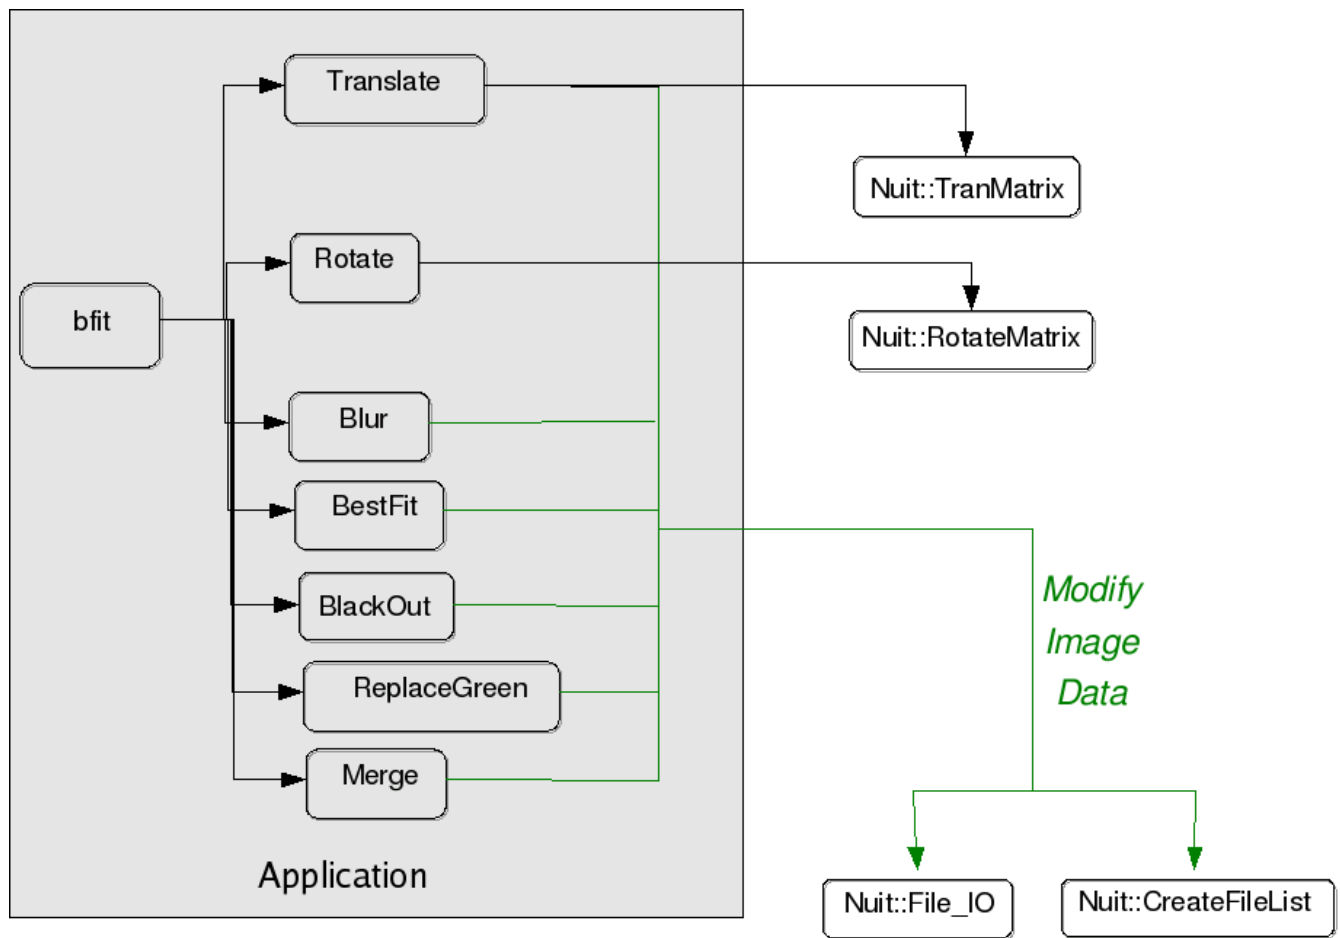 Translate
Nuit::TranMatrix
Rotate
bfit
Nuit::RotateMatrix
Blur
BestFit
BlackOut
Modify
Image
Data
ReplaceGreen
Merge
Application
Nuit::File_IO
Nuit::CreateFileList